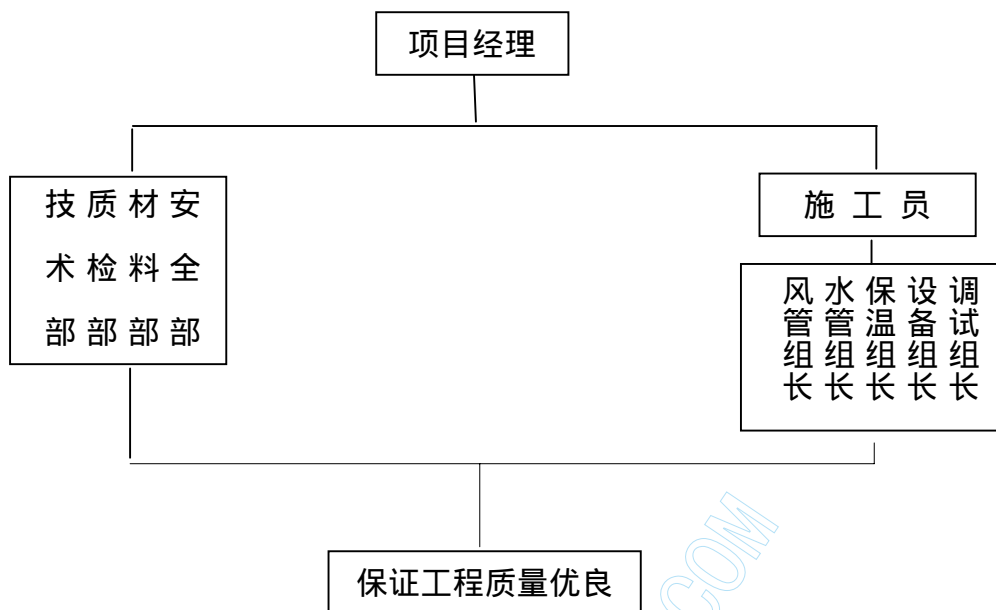 项目经理
技质材安
术检料全
部部部部
施工员
风管组长
水管组长
保温组长
设备组长
调试组长
保证工程质量优良
COM